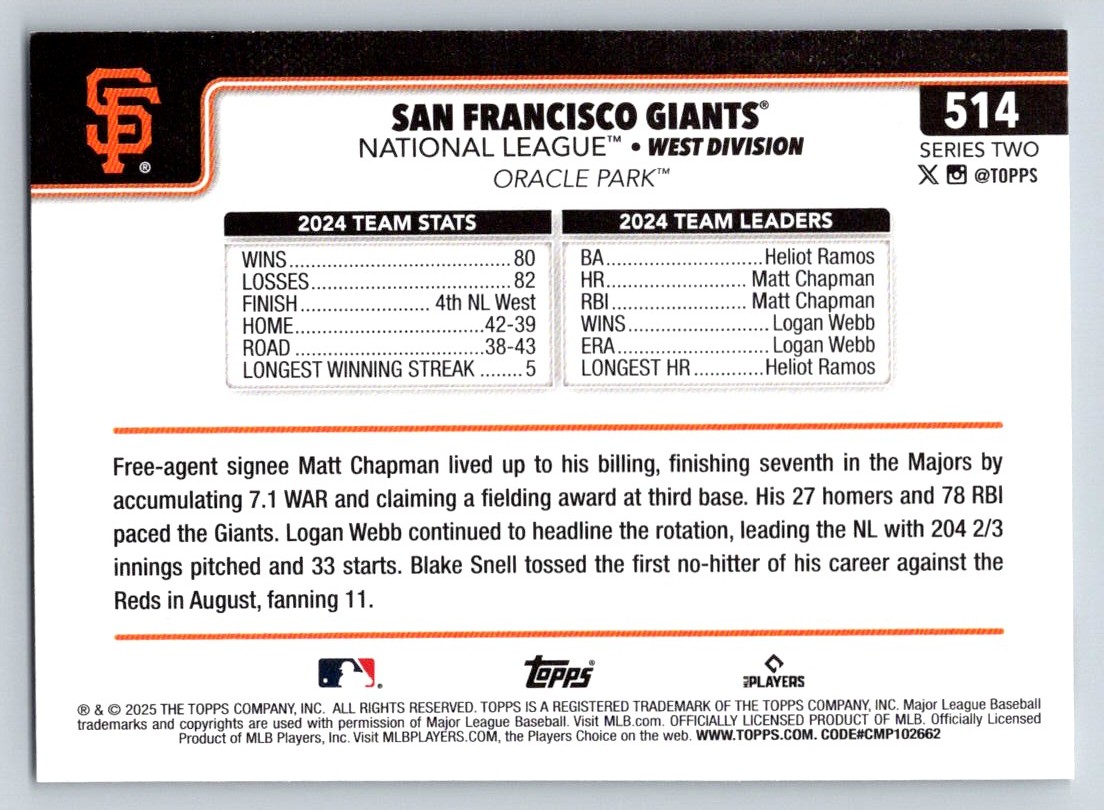 SF®
SAN FRANCISCO GIANTS®
514
NATIONAL LEAGUE™ • WEST DIVISION
SERIES TWO
ORACLE PARK™
X @TOPPS
2024 TEAM STATS
WINS..............................80
LOSSES...........................82
FINISH.................... 4th NL West
HOME.........................42-39
ROAD .........................38-43
LONGEST WINNING STREAK ........5
2024 TEAM LEADERS
BA.........................Heliot Ramos
HR...................... Matt Chapman
RBI...................... Matt Chapman
WINS...................... Logan Webb
ERA........................ Logan Webb
LONGEST HR ............Heliot Ramos
Free-agent signee Matt Chapman lived up to his billing, finishing seventh in the Majors by
accumulating 7.1 WAR and claiming a fielding award at third base. His 27 homers and 78 RBI
paced the Giants. Logan Webb continued to headline the rotation, leading the NL with 204 2/3
innings pitched and 33 starts. Blake Snell tossed the first no-hitter of his career against the
Reds in August, fanning 11.
Topps®
MLB PLAYERS
® & © 2025 THE TOPPS COMPANY, INC. ALL RIGHTS RESERVED. TOPPS IS A REGISTERED TRADEMARK OF THE TOPPS COMPANY, INC. Major League Baseball
trademarks and copyrights are used with permission of Major League Baseball. Visit MLB.com. OFFICIALLY LICENSED PRODUCT OF MLB. Officially Licensed
Product of MLB Players, Inc. Visit MLBPLAYERS.COM, the Players Choice on the web. WWW.TOPPS.COM. CODE#CMP102662